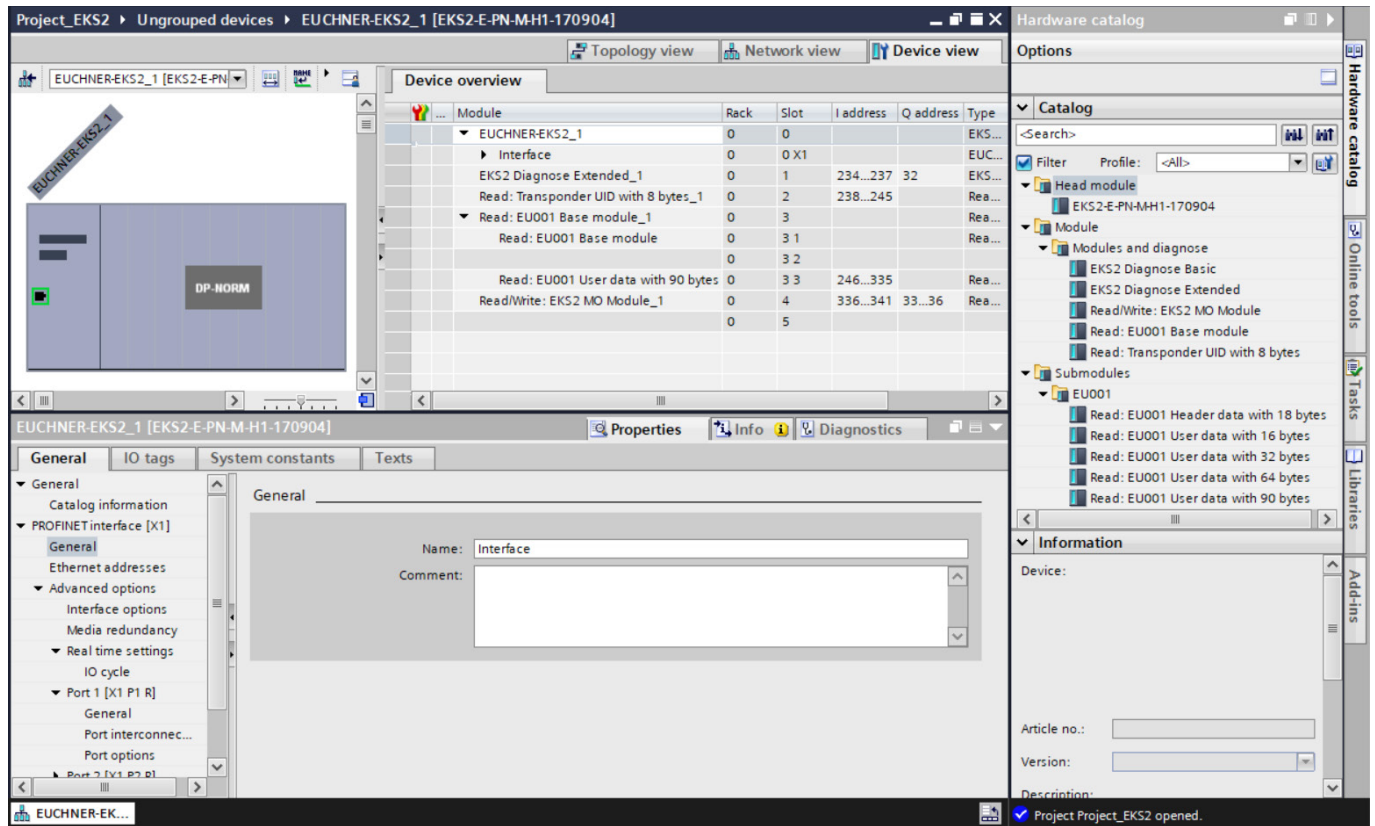 Project_EKS2 ▸ Ungrouped devices ▸ EUCHNER-EKS2_1 [EKS2-E-PN-M-H1-170904]
Topology view Network view Device view
EUCHNER-EKS2_1 [EKS2-E-PN
EUCHNER-EKS2_1
DP-NORM
Device overview
... Module Rack Slot I address Q address Type
EUCHNER-EKS2_1 0 0 EKS...
Interface 0 0 X1 EUC...
EKS2 Diagnose Extended_1 0 1 234...237 32 EKS...
Read: Transponder UID with 8 bytes_1 0 2 238...245 Rea...
Read: EU001 Base module_1 0 3 Rea...
Read: EU001 Base module 0 3 1 Rea...
0 3 2
Read: EU001 User data with 90 bytes 0 3 3 246...335 Rea...
Read/Write: EKS2 MO Module_1 0 4 336...341 33...36 Rea...
0 5
EUCHNER-EKS2_1 [EKS2-E-PN-M-H1-170904]
Properties Info Diagnostics
General IO tags System constants Texts
General
Catalog information
PROFINET interface [X1]
General
Ethernet addresses
Advanced options
Interface options
Media redundancy
Real time settings
IO cycle
Port 1 [X1 P1 R]
General
Port interconnec...
Port options
Port 2 [X1 P2 R]
General
Name: Interface
Comment:
EUCHNER-EK...
Hardware catalog
Options
Catalog
<Search>
Filter Profile: <All>
Head module
EKS2-E-PN-M-H1-170904
Module
Modules and diagnose
EKS2 Diagnose Basic
EKS2 Diagnose Extended
Read/Write: EKS2 MO Module
Read: EU001 Base module
Read: Transponder UID with 8 bytes
Submodules
EU001
Read: EU001 Header data with 18 bytes
Read: EU001 User data with 16 bytes
Read: EU001 User data with 32 bytes
Read: EU001 User data with 64 bytes
Read: EU001 User data with 90 bytes
Information
Device:
Article no.:
Version:
Description:
Project Project_EKS2 opened.
Hardware catalog
Online tools
Tasks
Libraries
Add-ins